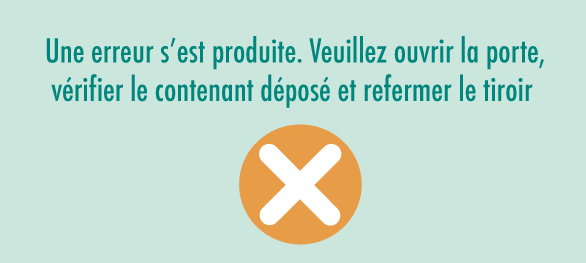 Une erreur s’est produite. Veuillez ouvrir la porte,
vérifier le contenant déposé et refermer le tiroir